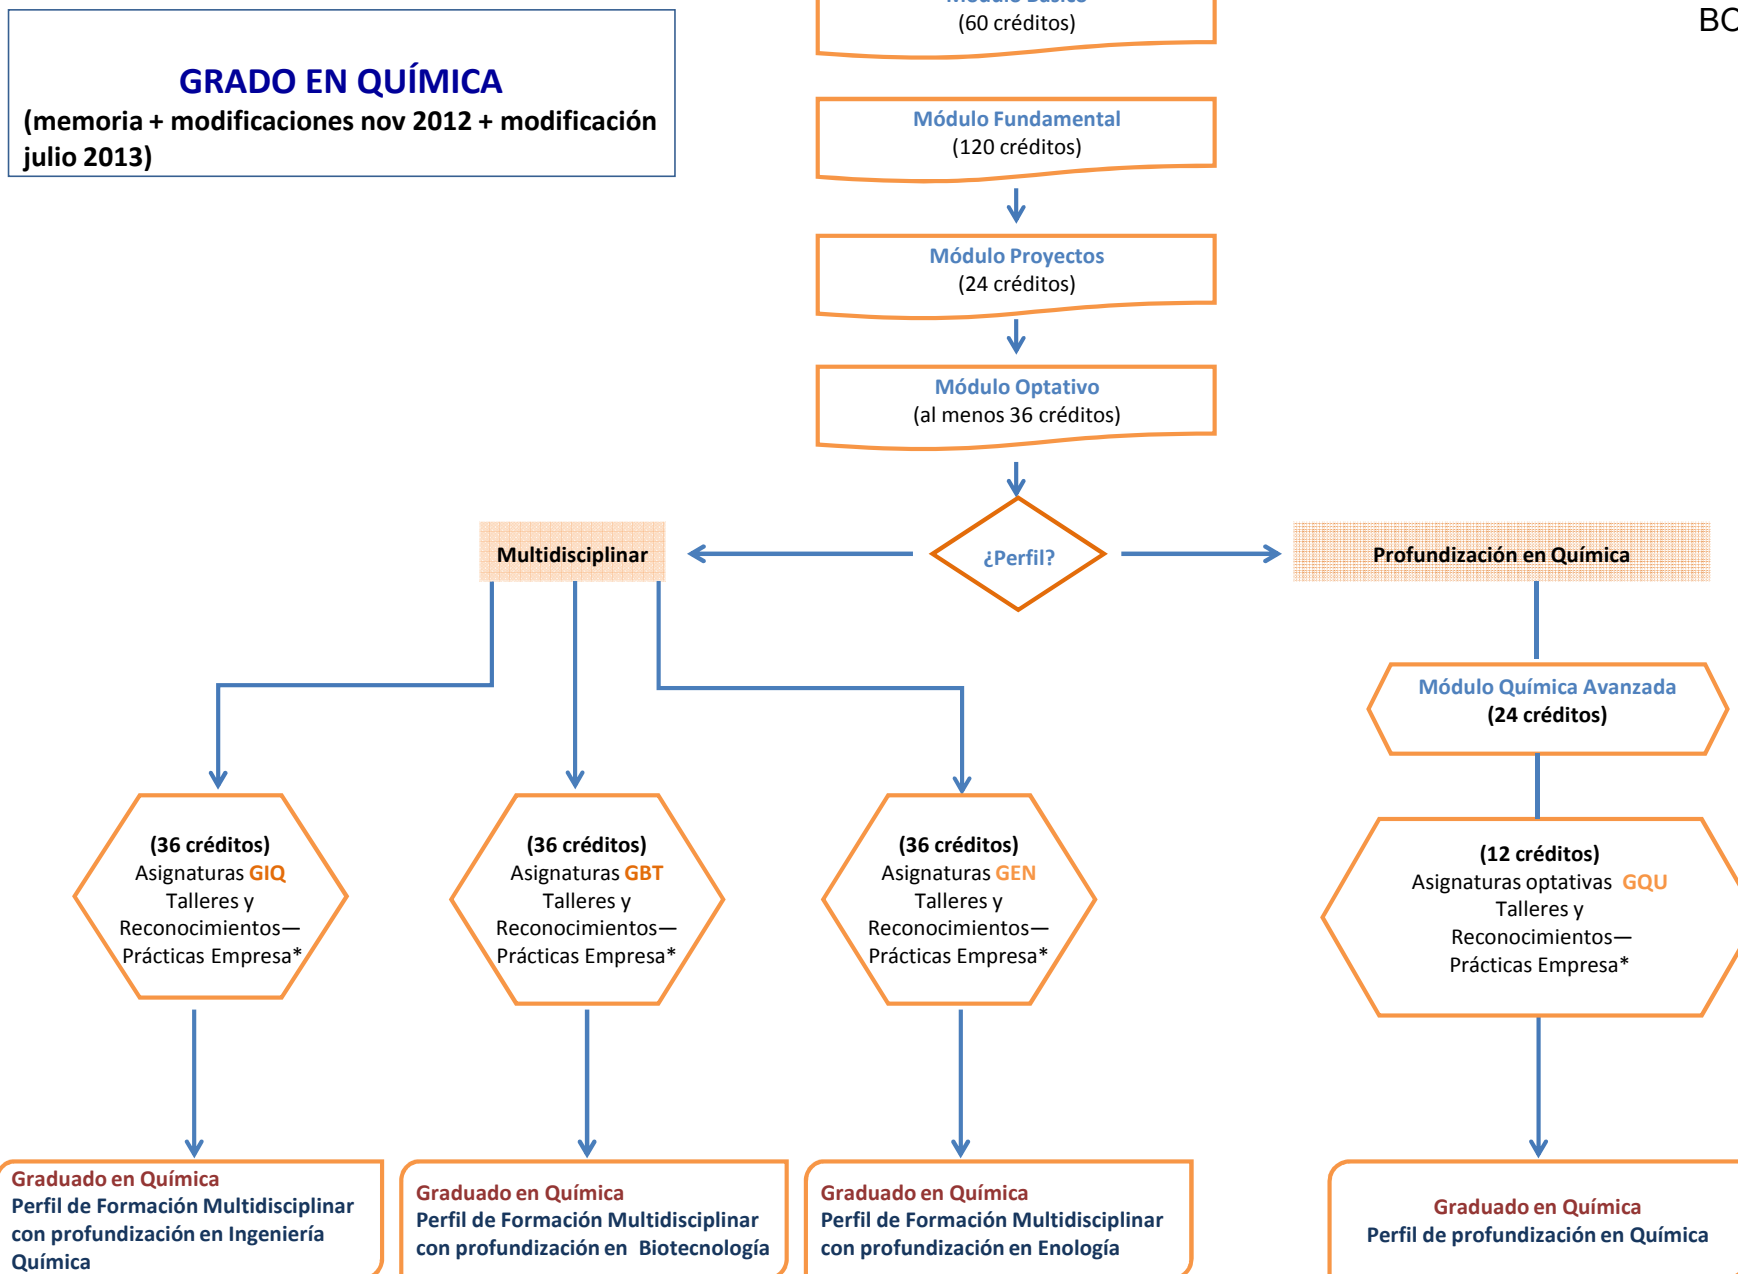 GRADO EN QUÍMICA
(memoria + modificaciones nov 2012 + modificación
julio 2013)
Módulo Básico
(60 créditos)
Módulo Fundamental
(120 créditos)
Módulo Proyectos
(24 créditos)
Módulo Optativo
(al menos 36 créditos)
¿Perfil?
Multidisciplinar
Profundización en Química
Módulo Química Avanzada
(24 créditos)
(36 créditos)
Asignaturas GIQ
Talleres y
Reconocimientos—
Prácticas Empresa*
(36 créditos)
Asignaturas GBT
Talleres y
Reconocimientos—
Prácticas Empresa*
(36 créditos)
Asignaturas GEN
Talleres y
Reconocimientos—
Prácticas Empresa*
(12 créditos)
Asignaturas optativas GQU
Talleres y
Reconocimientos—
Prácticas Empresa*
Graduado en Química
Perfil de Formación Multidisciplinar
con profundización en Ingeniería
Química
Graduado en Química
Perfil de Formación Multidisciplinar
con profundización en Biotecnología
Graduado en Química
Perfil de Formación Multidisciplinar
con profundización en Enología
Graduado en Química
Perfil de profundización en Química